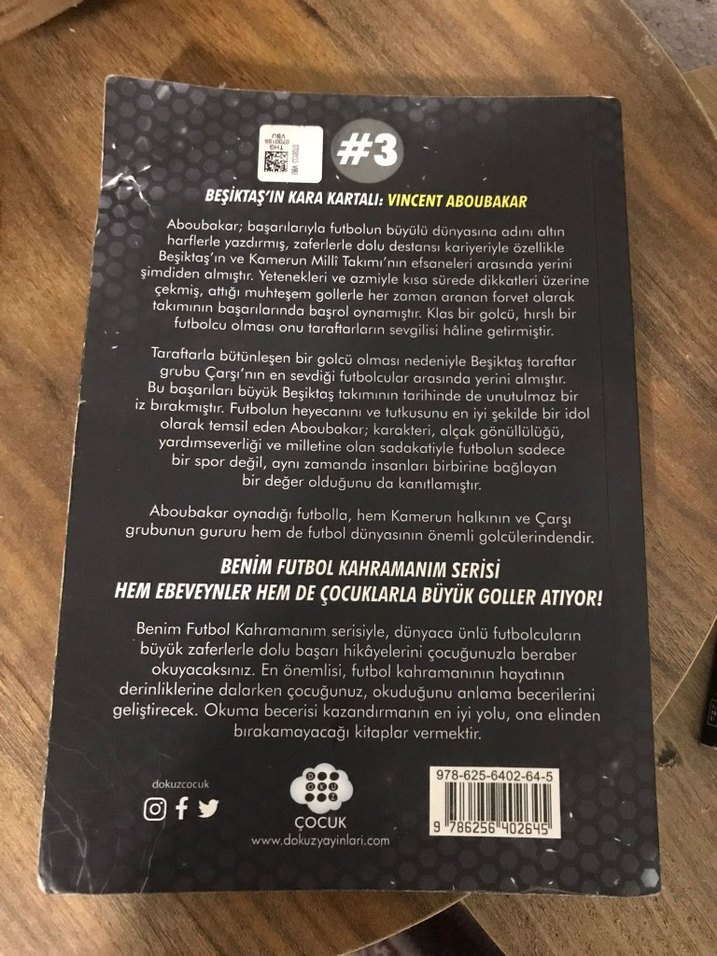 #3
BEŞİKTAŞ'IN KARA KARTALI: VINCENT ABOUBAKAR
Aboubakar; başarılarıyla futbolun büyülü dünyasına adını altın
harflerle yazdırmış, zaferlerle dolu destansı kariyeriyle özellikle
Beşiktaş'ın ve Kamerun Millî Takımı'nın efsaneleri arasında yerini
şimdiden almıştır. Yetenekleri ve azmiyle kısa sürede dikkatleri üzerine
çekmiş, attığı muhteşem gollerle her zaman aranan forvet olarak
takımının başarılarında başrol oynamıştır. Klas bir golcü, hırslı bir
futbolcu olması onu taraftarların sevgilisi hâline getirmiştir.
Taraftarla bütünleşen bir golcü olması nedeniyle Beşiktaş taraftar
grubu Çarşı'nın en sevdiği futbolcular arasında yerini almıştır.
Bu başarıları büyük Beşiktaş takımının tarihinde de unutulmaz bir
iz bırakmıştır. Futbolun heyecanını ve tutkusunu en iyi şekilde bir idol
olarak temsil eden Aboubakar; karakteri, alçak gönüllülüğü,
yardımseverliği ve milletine olan sadakatiyle futbolun sadece
bir spor değil, aynı zamanda insanları birbirine bağlayan
bir değer olduğunu da kanıtlamıştır.
Aboubakar oynadığı futbolla, hem Kamerun halkının ve Çarşı
grubunun gururu hem de futbol dünyasının önemli golcülerindendir.
BENİM FUTBOL KAHRAMANIM SERİSİ
HEM EBEVEYNLER HEM DE ÇOCUKLARLA BÜYÜK GOLLER ATIYOR!
Benim Futbol Kahramanım serisiyle, dünyaca ünlü futbolcuların
büyük zaferlerle dolu başarı hikâyelerini çocuğunuzla beraber
okuyacaksınız. En önemlisi, futbol kahramanının hayatının
derinliklerine dalarken çocuğunuz, okuduğunu anlama becerilerini
geliştirecek. Okuma becerisi kazandırmanın en iyi yolu, ona elinden
bırakamayacağı kitaplar vermektir.
dokuzcocuk
DOKUZ
ÇOCUK
www.dokuzyayinlari.com
978-625-6402-64-5
9 786256 402645